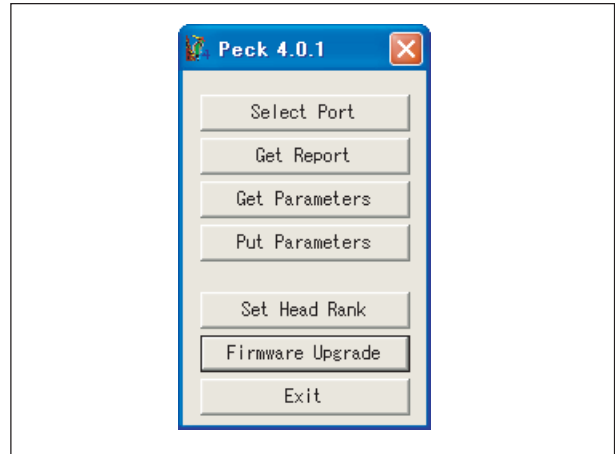 Peck 4.0.1
Select Port
Get Report
Get Parameters
Put Parameters
Set Head Rank
Firmware Upgrade
Exit